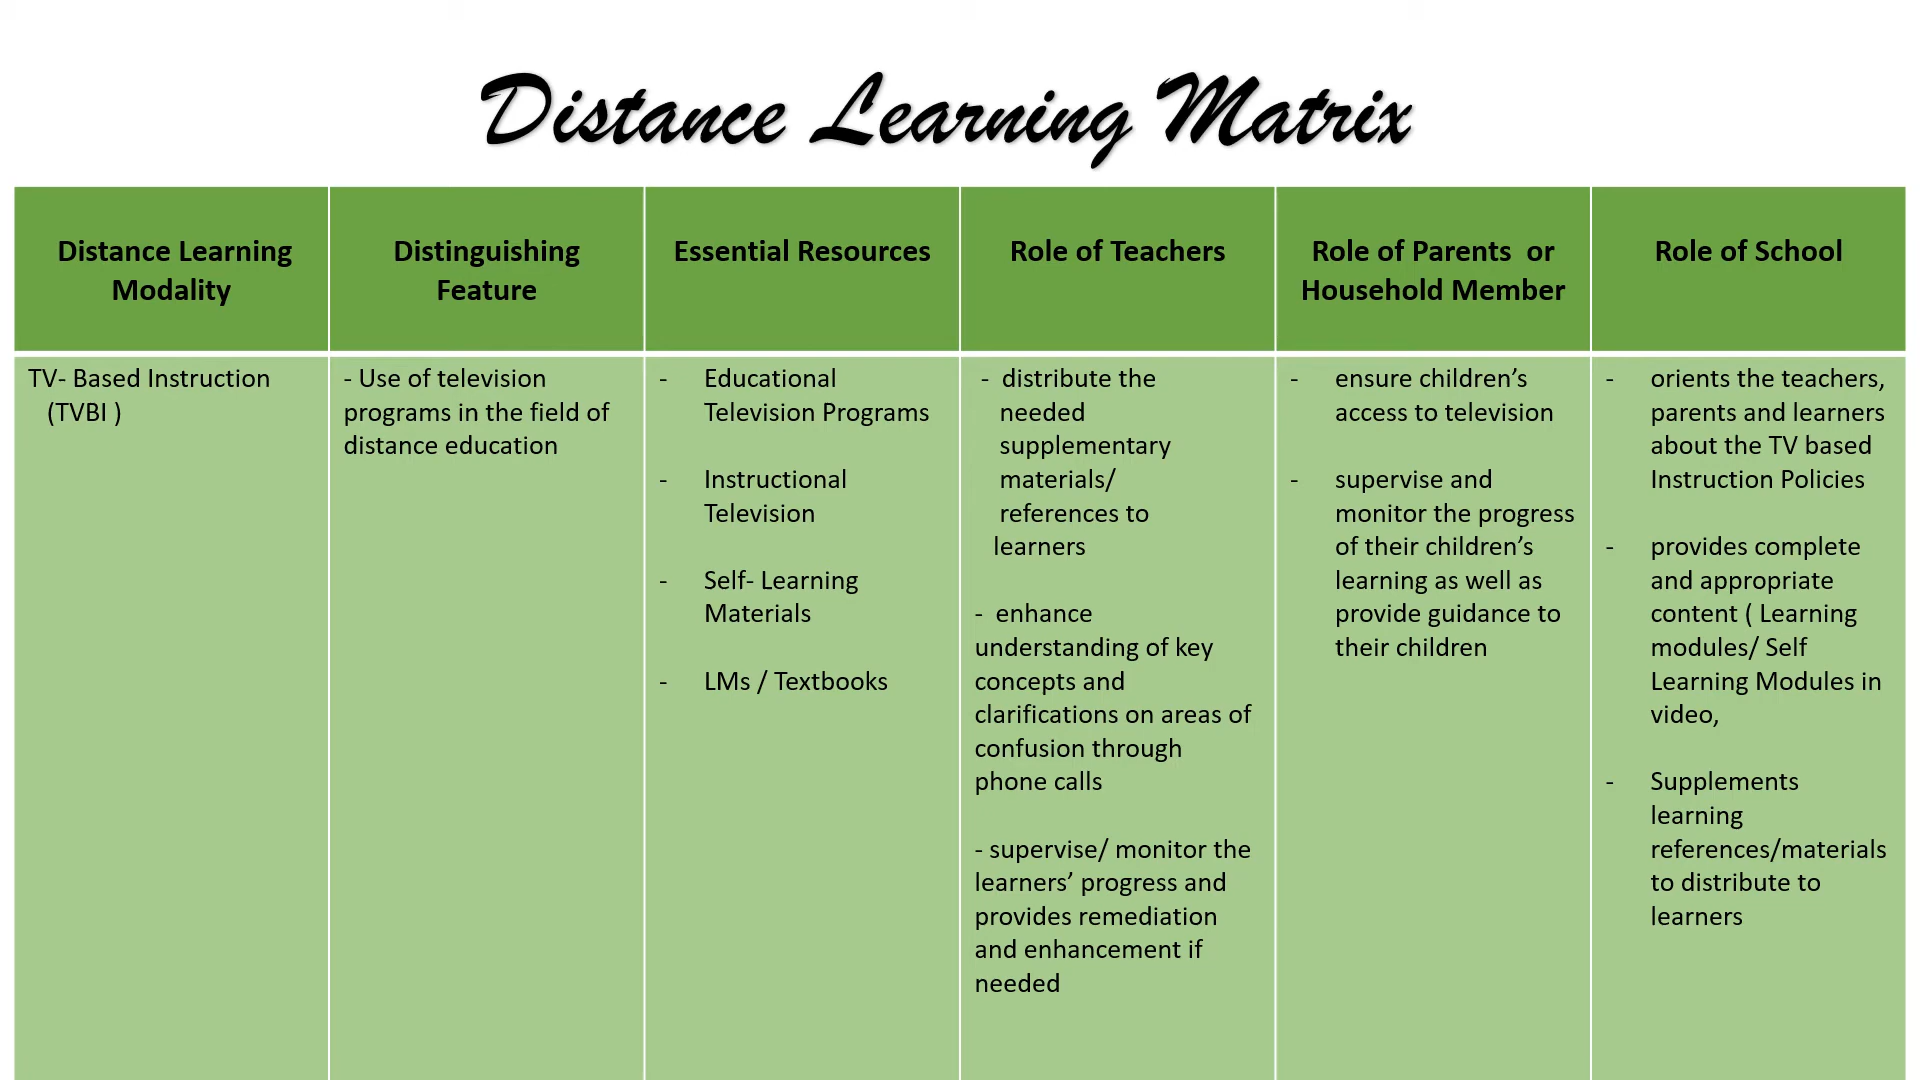 Distance Learning Matrix
Distance Learning
Modality
Distinguishing
Feature
Essential Resources
Role of Teachers
Role of Parents  or
Household Member
Role of School
TV- Based Instruction
(TVBI )
- Use of television
programs in the field of
distance education
- Educational
Television Programs
- Instructional
Television
- Self- Learning
Materials
- LMs / Textbooks
- distribute the
needed
supplementary
materials/
references to
learners
- enhance
understanding of key
concepts and
clarifications on areas of
confusion through
phone calls
- supervise/ monitor the
learners’ progress and
provides remediation
and enhancement if
needed
- ensure children’s
access to television
- supervise and
monitor the progress
of their children’s
learning as well as
provide guidance to
their children
- orients the teachers,
parents and learners
about the TV based
Instruction Policies
- provides complete
and appropriate
content ( Learning
modules/ Self
Learning Modules in
video,
- Supplements
learning
references/materials
to distribute to
learners